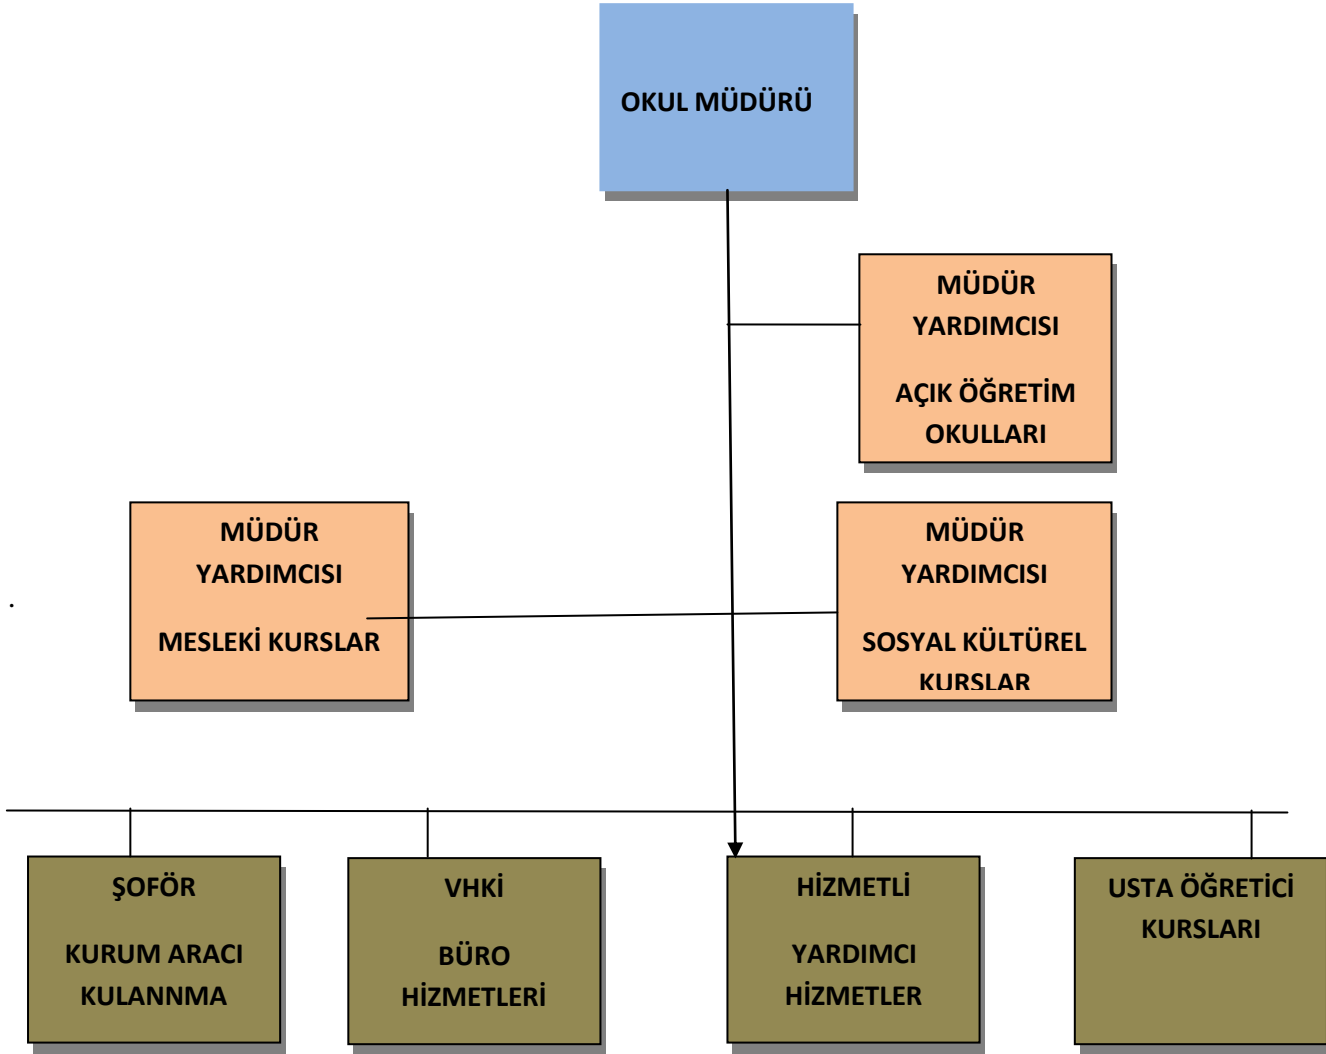 OKUL MÜDÜRÜ
MÜDÜR
YARDIMCISI
AÇIK ÖĞRETİM
OKULLARI
MÜDÜR
YARDIMCISI
MESLEKİ KURSLAR
MÜDÜR
YARDIMCISI
SOSYAL KÜLTÜREL
KURSLAR
.
ŞOFÖR
KURUM ARACI
KULANNMA
VHKİ
BÜRO
HİZMETLERİ
HİZMETLİ
YARDIMCI
HİZMETLER
USTA ÖĞRETİCİ
KURSLARI